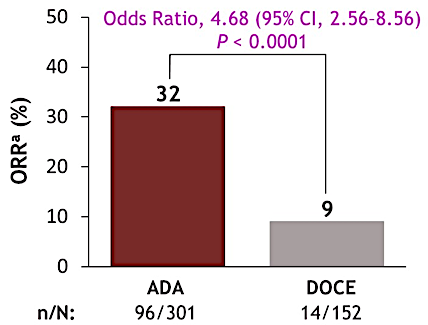 Odds Ratio, 4.68 (95% CI, 2.56-8.56)
P < 0.0001
ORRª (%)
50
40
30
20
10
0
32
9
ADA DOCE
n/N: 96/301 14/152